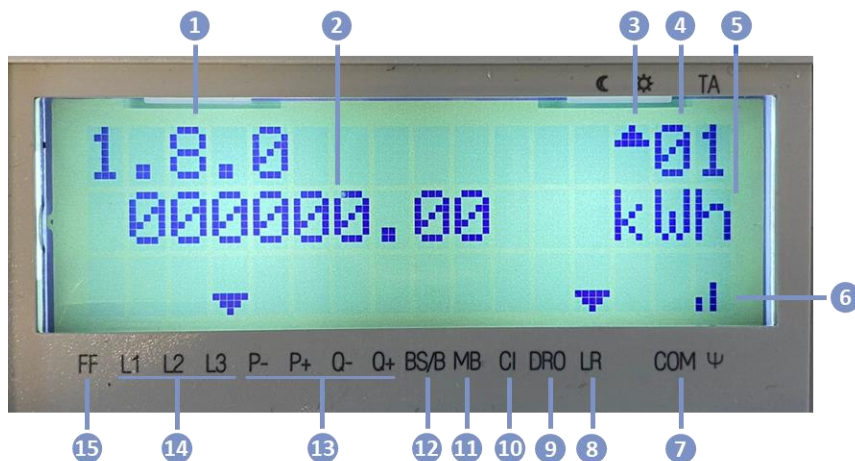 1 2 3 4 5
TA
1.8.0 01
000000.00 kWh
6
FF L1 L2 L3 P- P+ Q- Q+ BS/B MB CI DRO LR COM Ψ
15 14 13 12 11 10 9 8 7